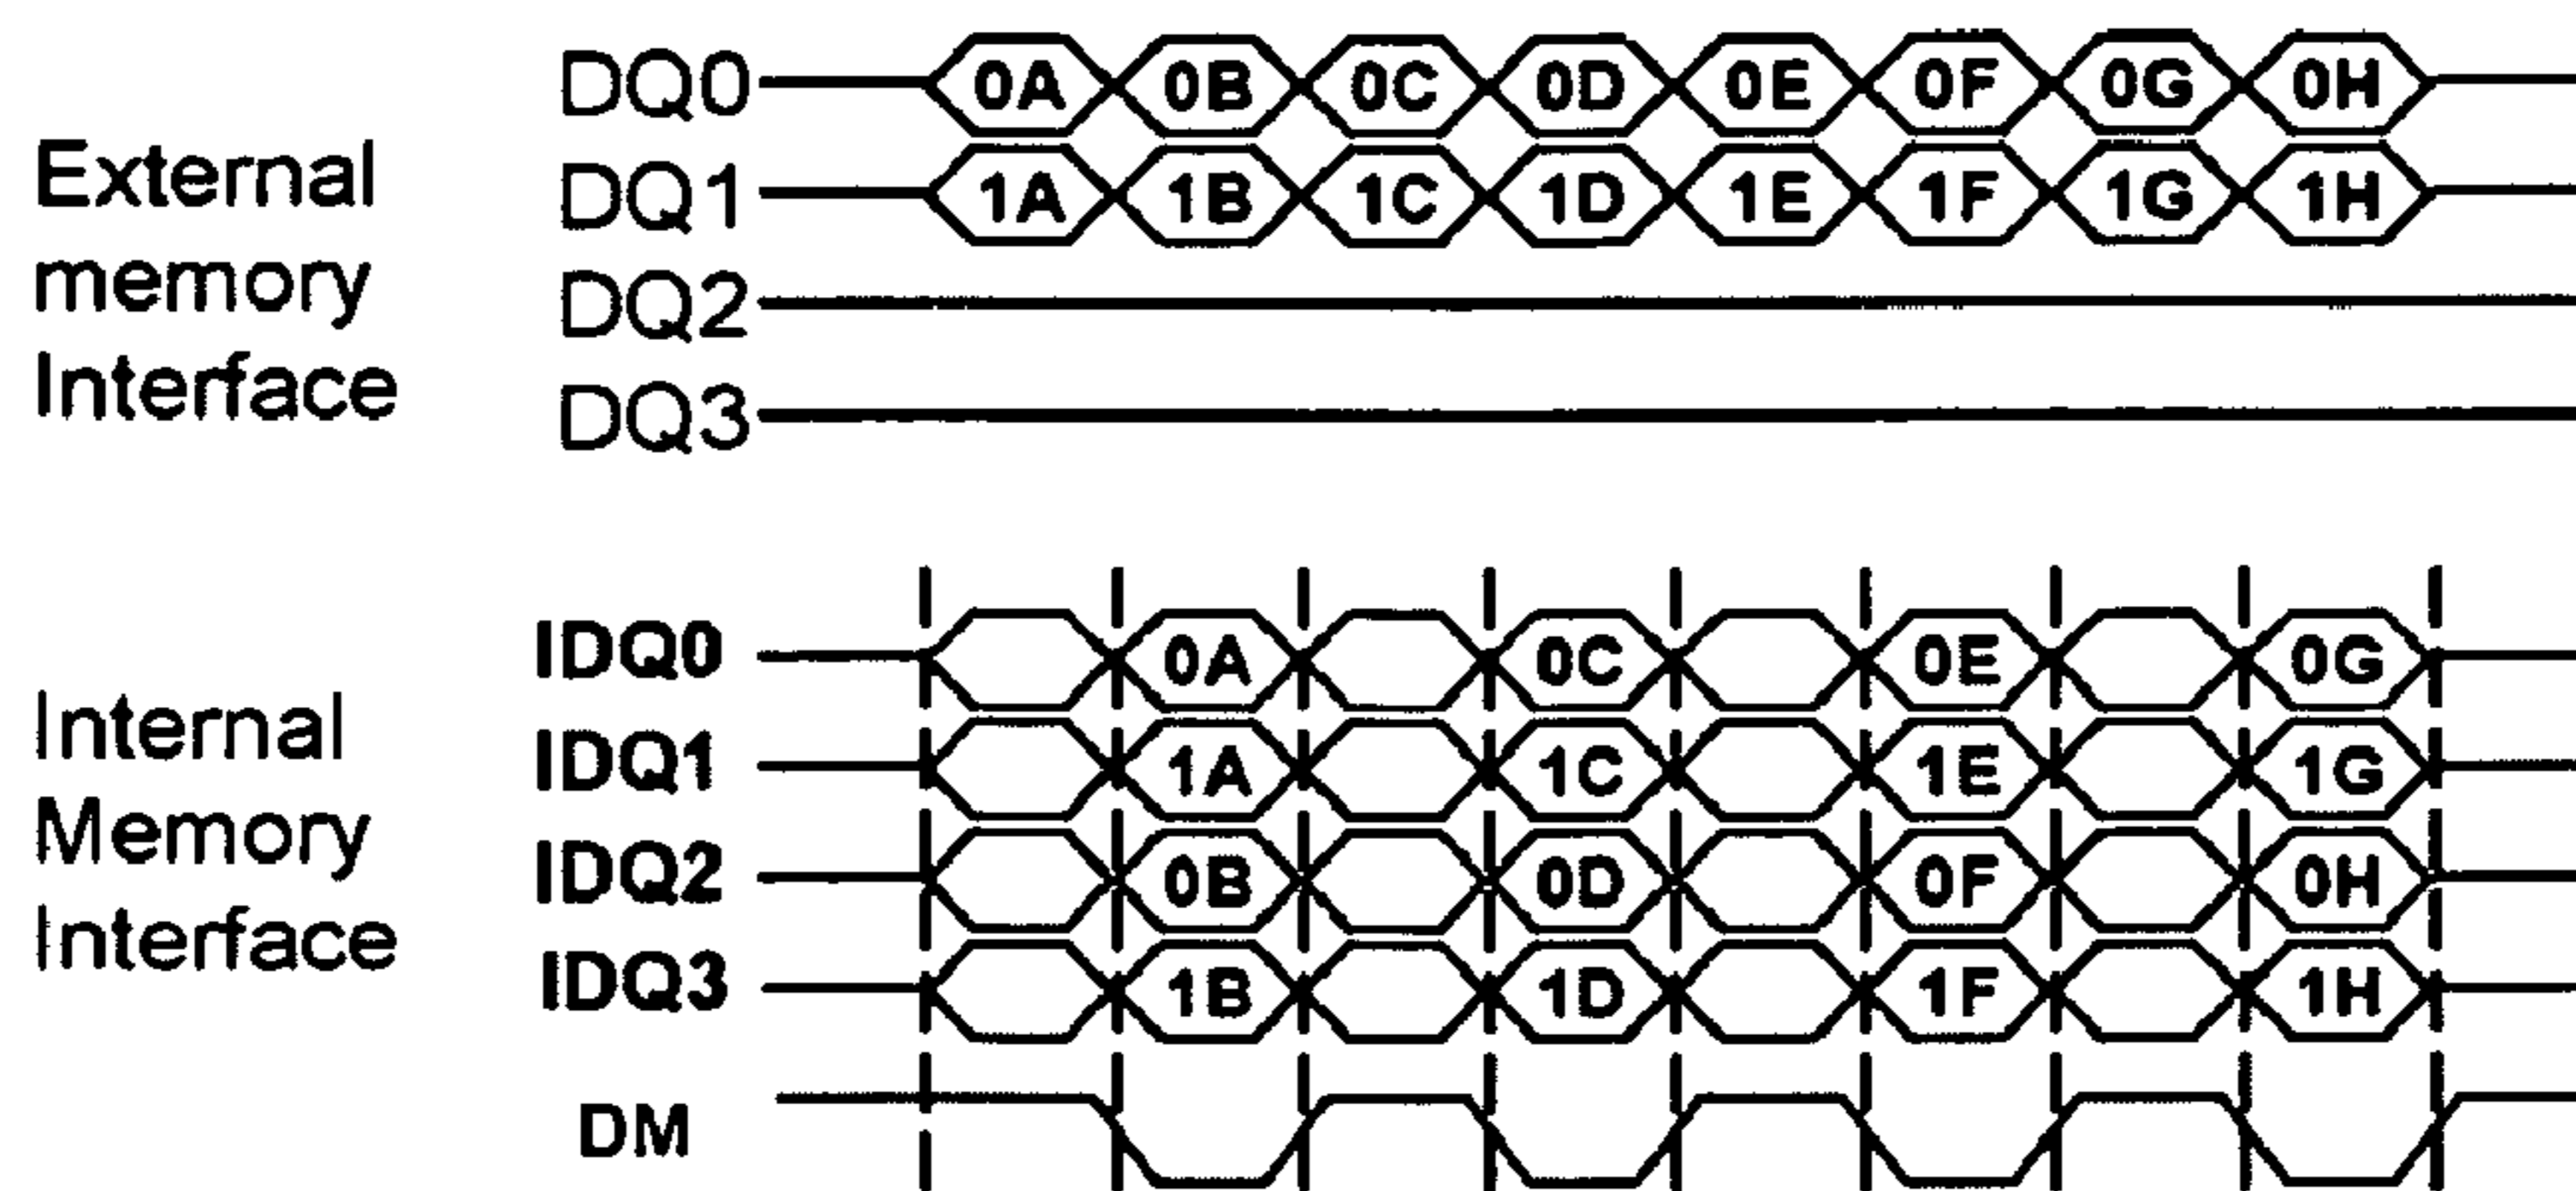 External
memory
Interface
DQ0 0A 0B 0C 0D 0E 0F 0G 0H
DQ1 1A 1B 1C 1D 1E 1F 1G 1H
DQ2
DQ3
Internal
Memory
Interface
IDQ0 0A 0C 0E 0G
IDQ1 1A 1C 1E 1G
IDQ2 0B 0D 0F 0H
IDQ3 1B 1D 1F 1H
DM